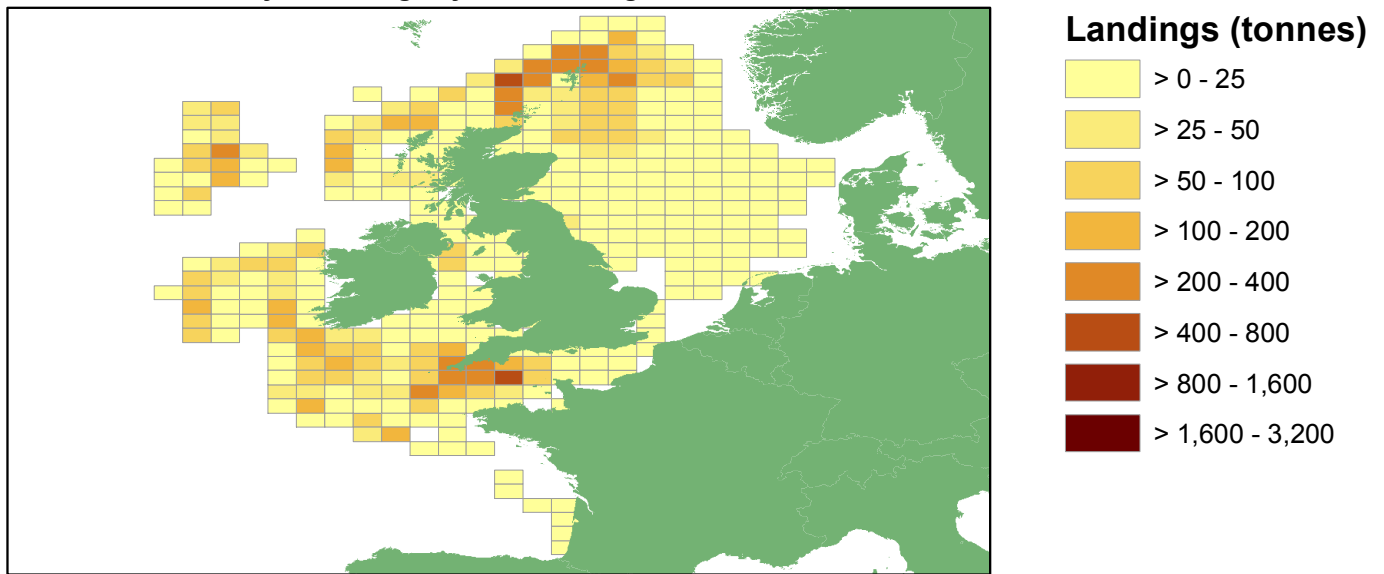 Landings (tonnes)
> 0 - 25
> 25 - 50
> 50 - 100
> 100 - 200
> 200 - 400
> 400 - 800
> 800 - 1,600
> 1,600 - 3,200